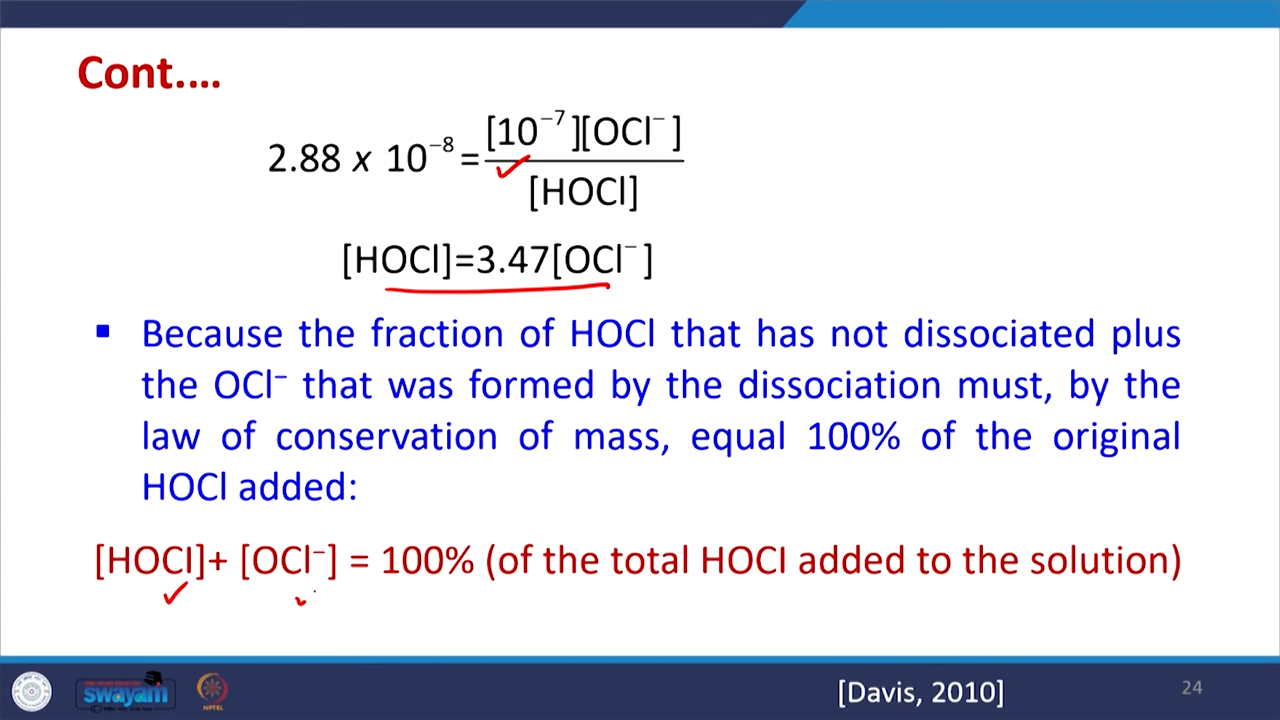 Cont.…
2.88 x 10⁻⁸ = [10⁻⁷][OCl⁻] / [HOCl]
[HOCl]=3.47[OCl⁻]
▪ Because the fraction of HOCl that has not dissociated plus
the OCl⁻ that was formed by the dissociation must, by the
law of conservation of mass, equal 100% of the original
HOCl added:
[HOCl]+ [OCl⁻] = 100% (of the total HOCl added to the solution)
swayam
NPTEL
[Davis, 2010]
24